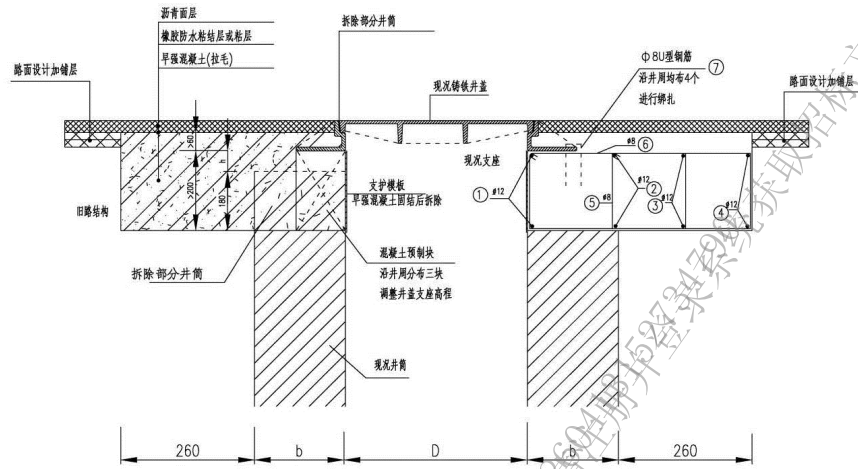 沥青面层
橡胶防水粘结层或粘层
早强混凝土(拉毛)
路面设计加铺层
拆除部分井筒
现况铸铁井盖
Φ8U型钢筋
沿井周均布4个
进行绑扎
⑦
路面设计加铺层
>80
h
>200
180
旧路结构
现况支座
支护模板
早强混凝土固结后拆除
φ8 ⑥
① φ12
φ12 ②
⑤ φ8
φ12
③
φ12
④
拆除部分井筒
混凝土预制块
沿井周分布三块
调整井盖支座高程
现况井筒
260
b
D
b
260